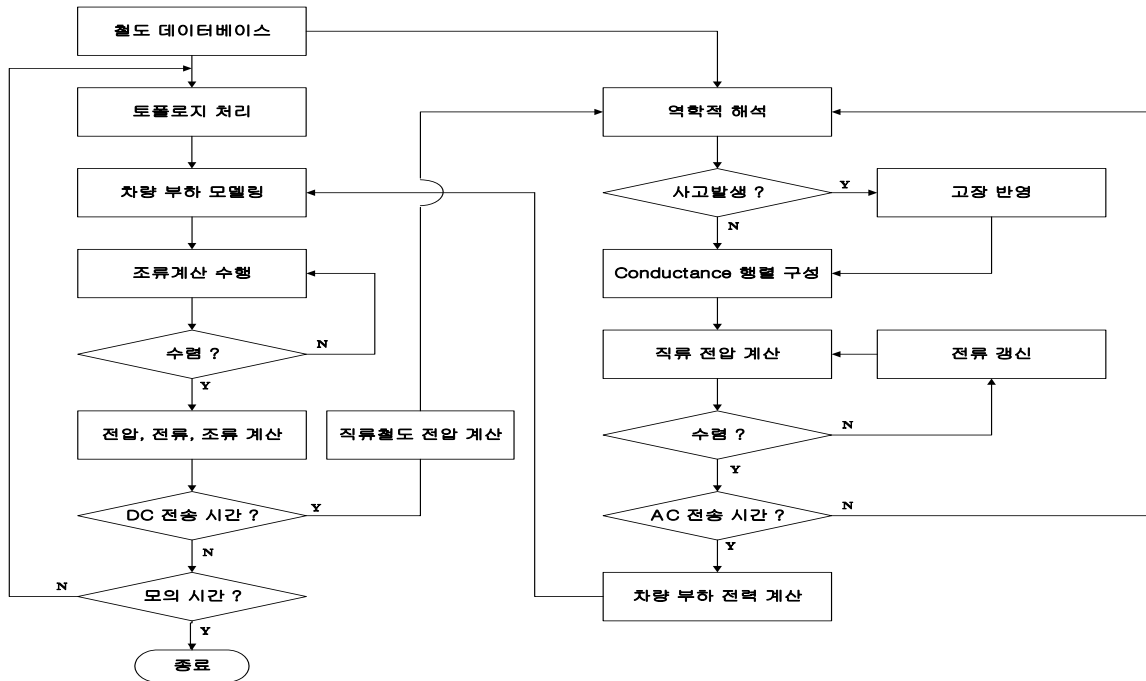 철도 데이터베이스
토폴로지 처리
차량 부하 모델링
조류계산 수행
수렴 ?
N
Y
전압, 전류, 조류 계산
DC 전송 시간 ?
Y
N
모의 시간 ?
N
Y
종료
직류철도 전압 계산
역학적 해석
사고발생 ?
Y
N
고장 반영
Conductance 행렬 구성
직류 전압 계산
전류 갱신
수렴 ?
N
Y
AC 전송 시간 ?
N
Y
차량 부하 전력 계산